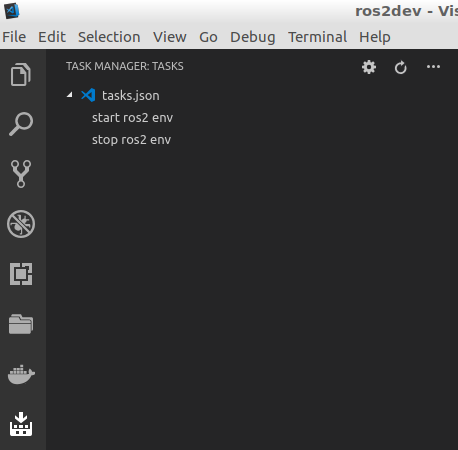 ros2dev - Vis
File Edit Selection View Go Debug Terminal Help
TASK MANAGER: TASKS
tasks.json
start ros2 env
stop ros2 env